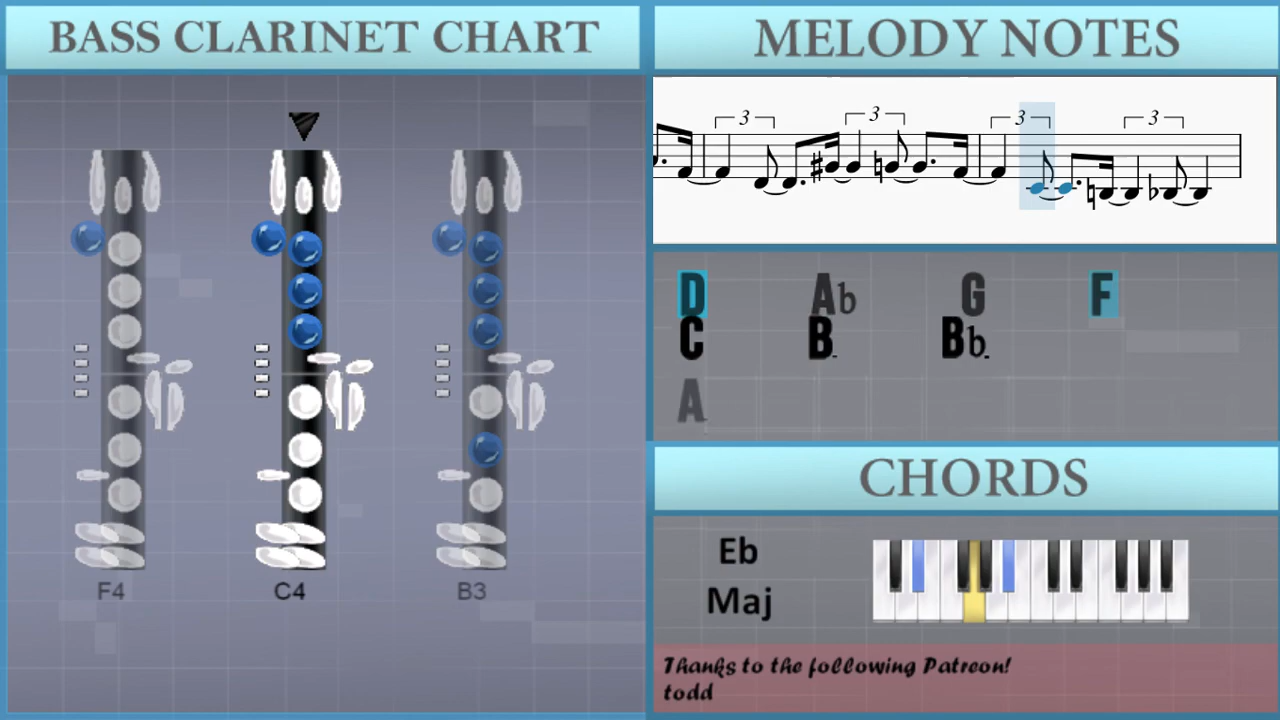 BASS CLARINET CHART
F4 C4 B3
MELODY NOTES
3 3 3 3
D Ab G F
C B. Bb.
A
CHORDS
Eb
Maj
Thanks to the following Patreon!
todd